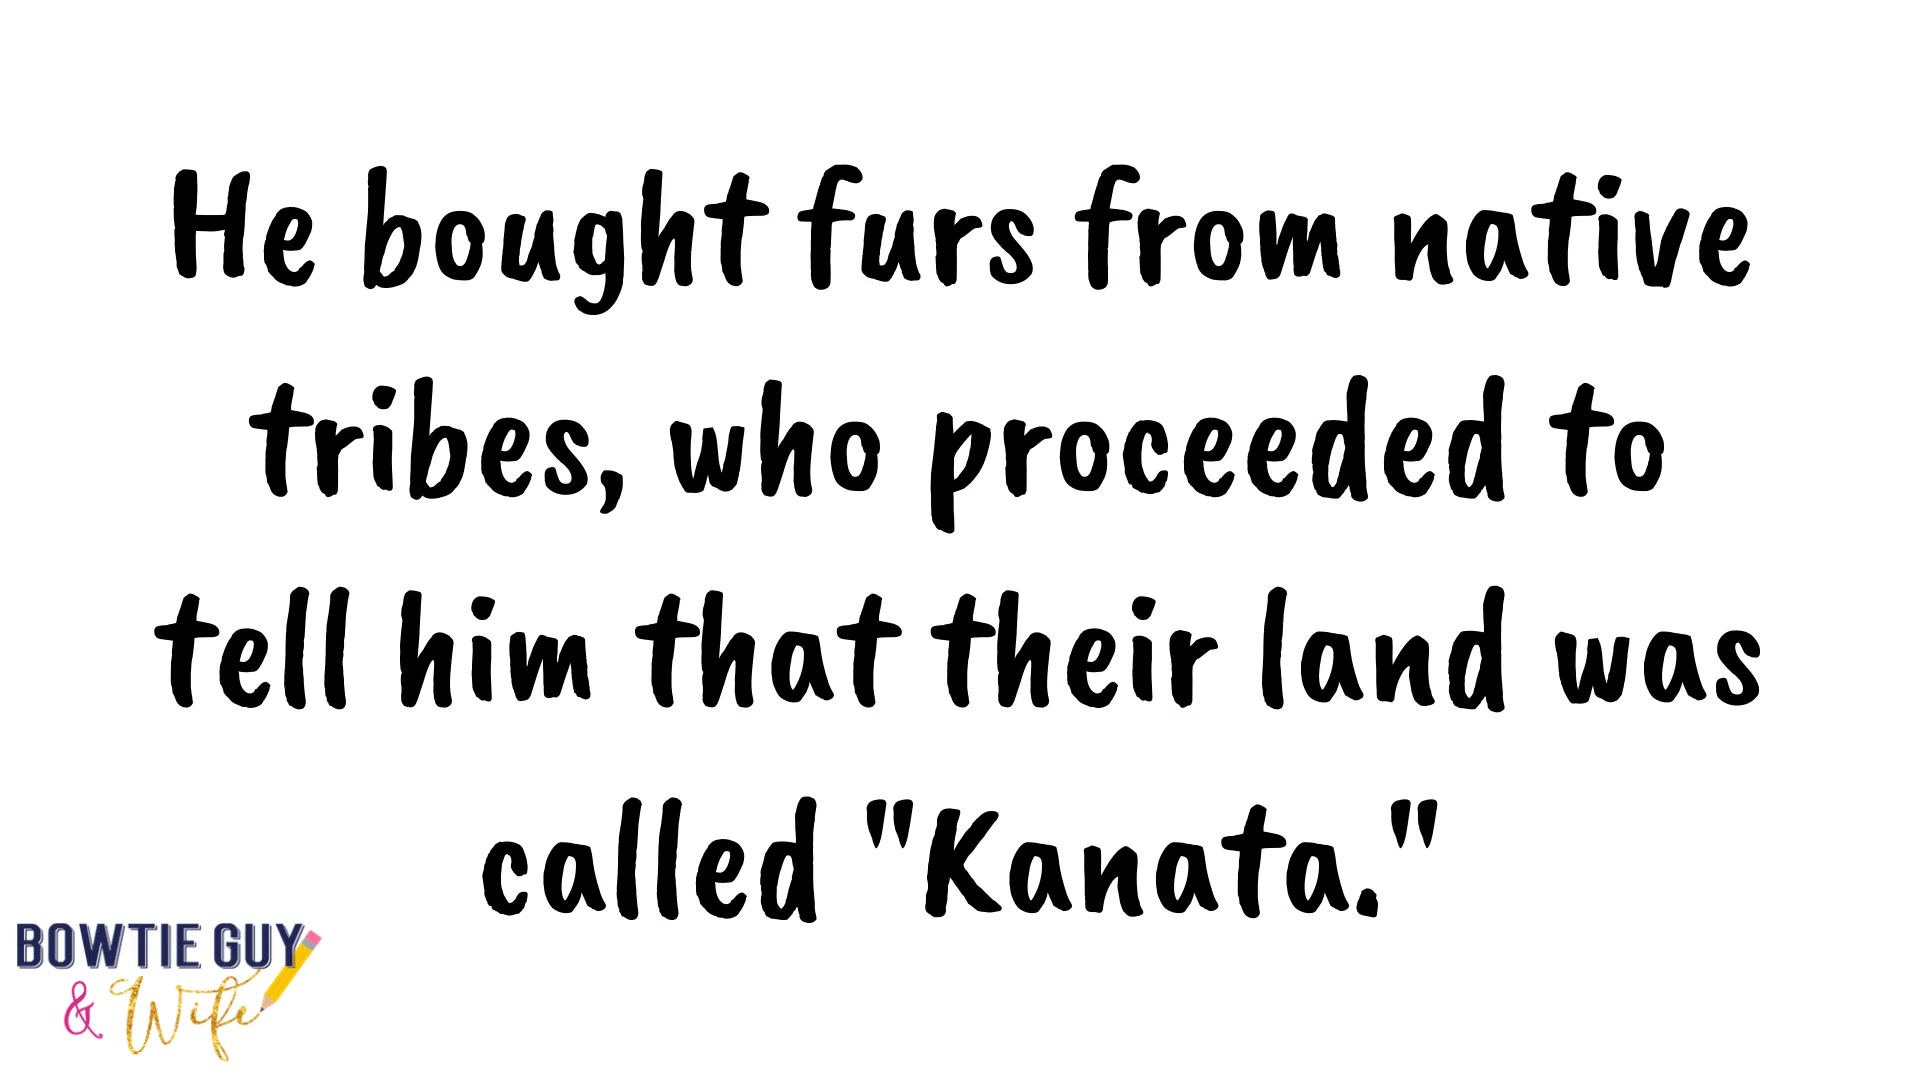 He bought furs from native
tribes, who proceeded to
tell him that their land was
called "Kanata."
BOWTIE GUY
& Wife